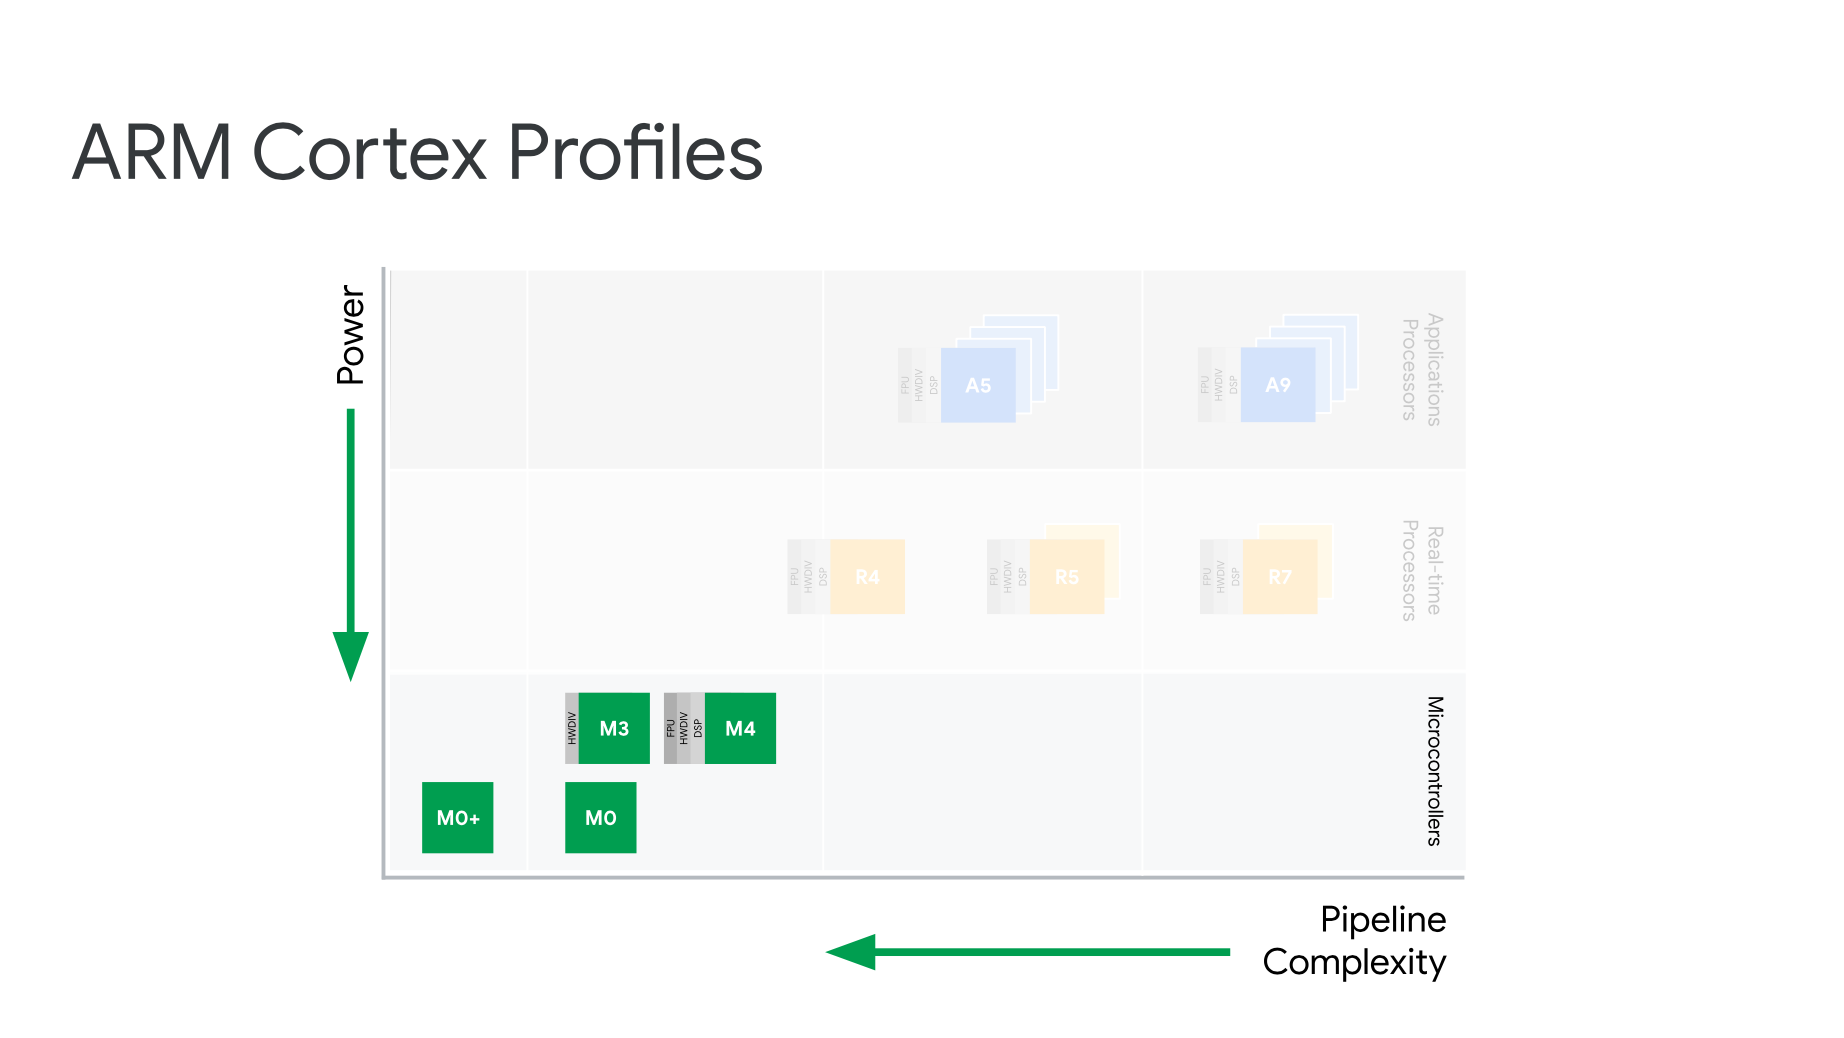 ARM Cortex Profiles
Power
FPU
HWDIV
DSP
A5
FPU
HWDIV
DSP
A9
Applications
Processors
FPU
HWDIV
DSP
R4
FPU
HWDIV
DSP
R5
FPU
HWDIV
DSP
R7
Real-time
Processors
HWDIV
M3
FPU
HWDIV
DSP
M4
M0+
M0
Microcontrollers
Pipeline
Complexity